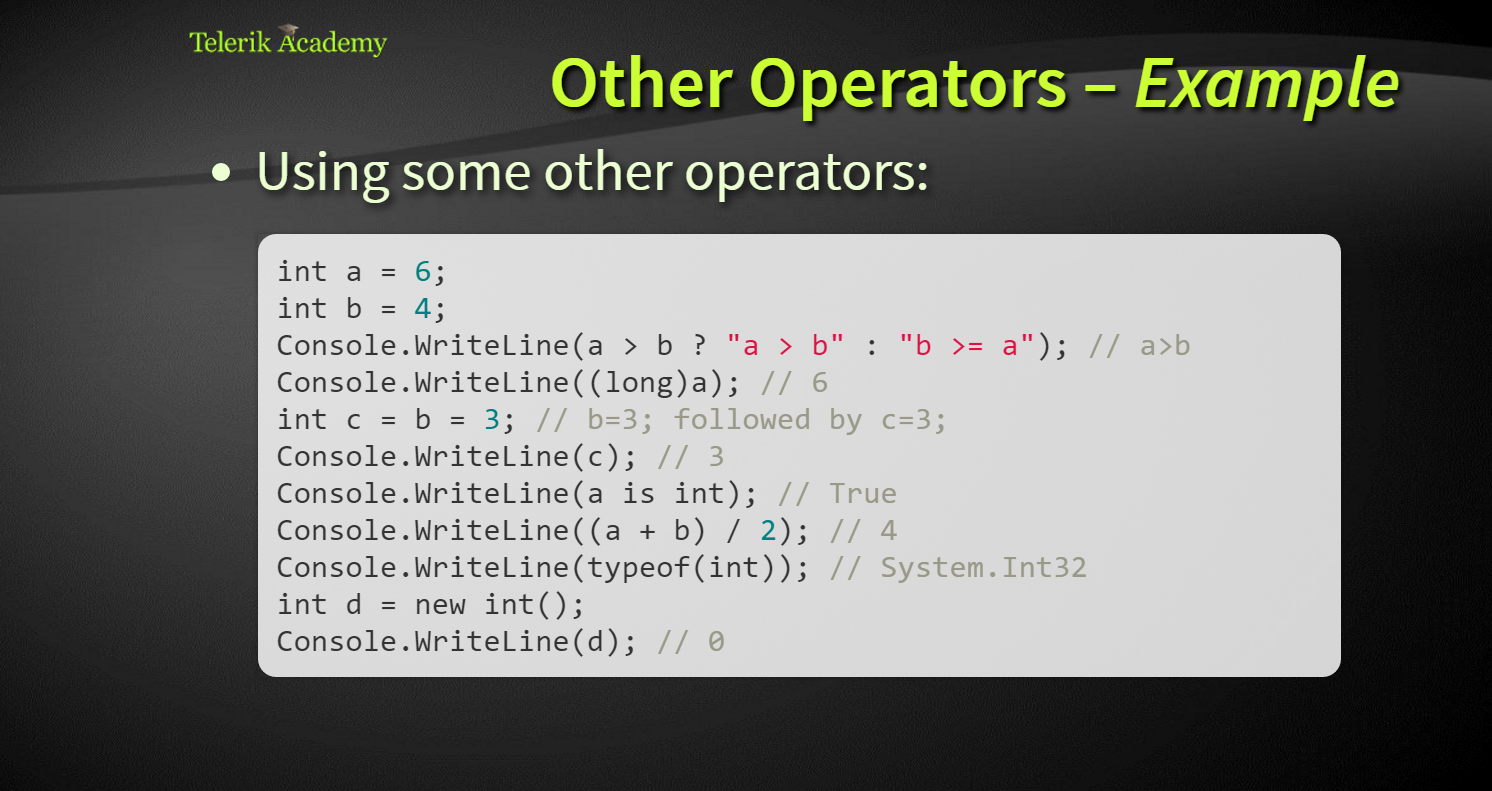 Telerik Academy
Other Operators – Example
• Using some other operators:
int a = 6;
int b = 4;
Console.WriteLine(a > b ? "a > b" : "b >= a"); // a>b
Console.WriteLine((long)a); // 6
int c = b = 3; // b=3; followed by c=3;
Console.WriteLine(c); // 3
Console.WriteLine(a is int); // True
Console.WriteLine((a + b) / 2); // 4
Console.WriteLine(typeof(int)); // System.Int32
int d = new int();
Console.WriteLine(d); // 0